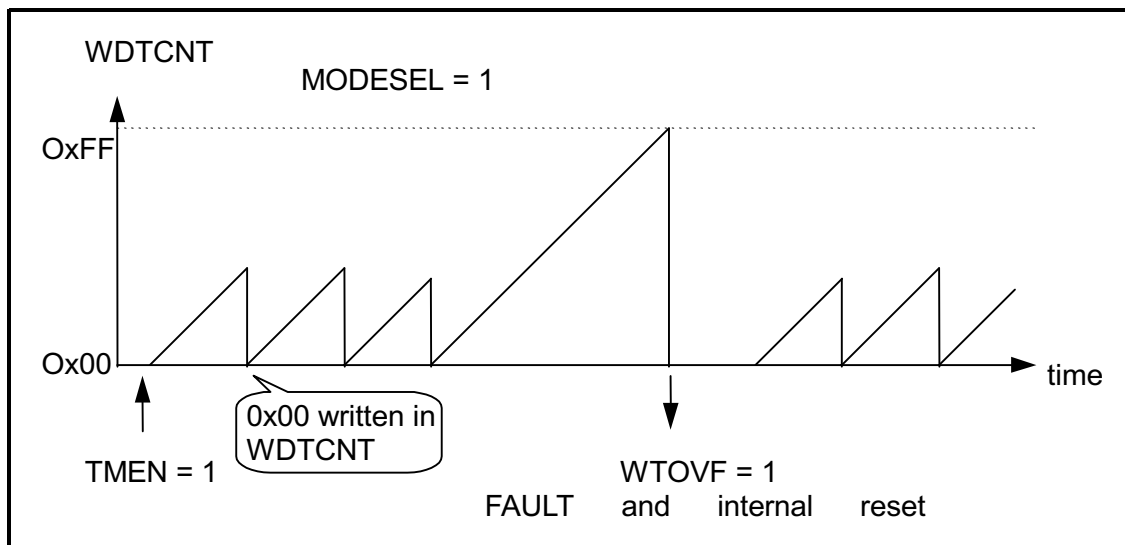 WDTCNT
MODESEL = 1
OxFF
Ox00
time
0x00 written in
WDTCNT
TMEN = 1
WTOVF = 1
FAULT and internal reset